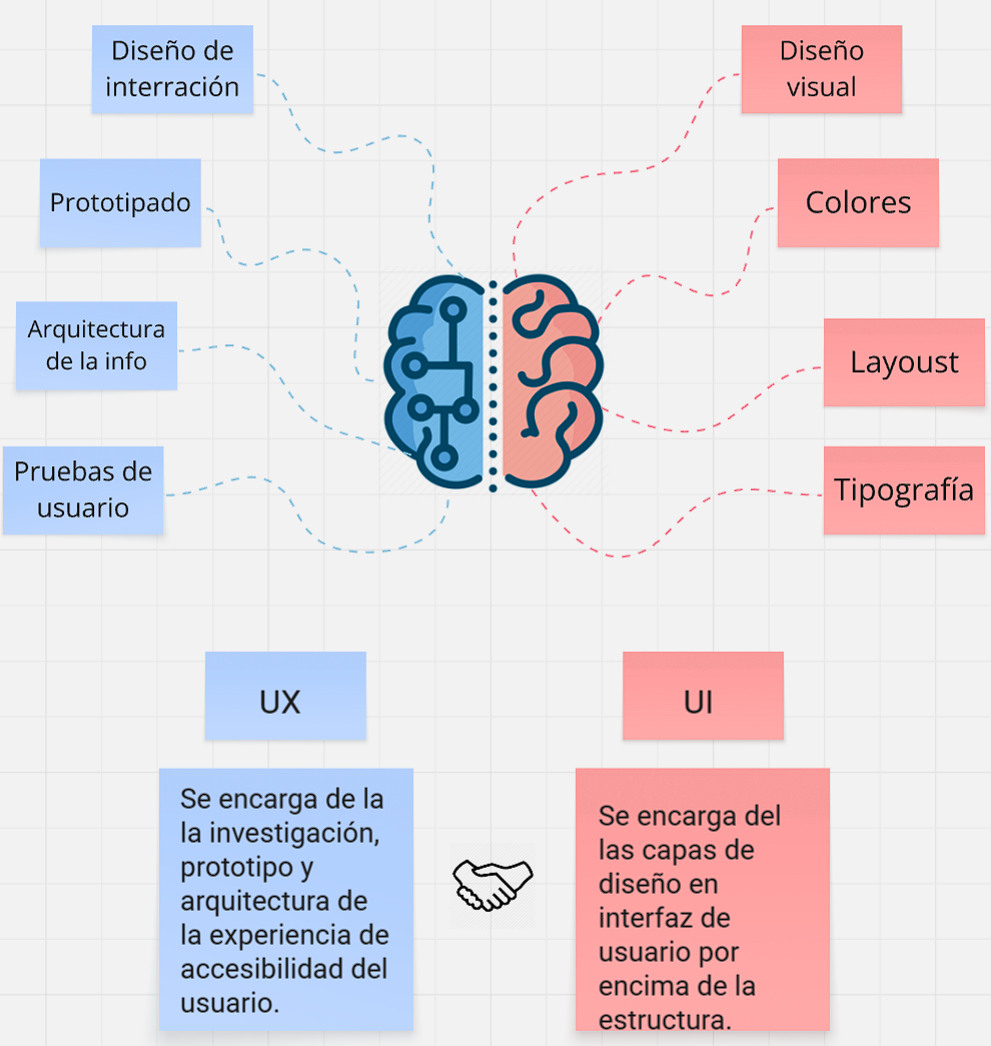 Diseño de
interración
Prototipado
Arquitectura
de la info
Pruebas de
usuario
Diseño
visual
Colores
Layoust
Tipografía
UX
Se encarga de la
la investigación,
prototipo y
arquitectura de
la experiencia de
accesibilidad del
usuario.
UI
Se encarga del
las capas de
diseño en
interfaz de
usuario por
encima de la
estructura.